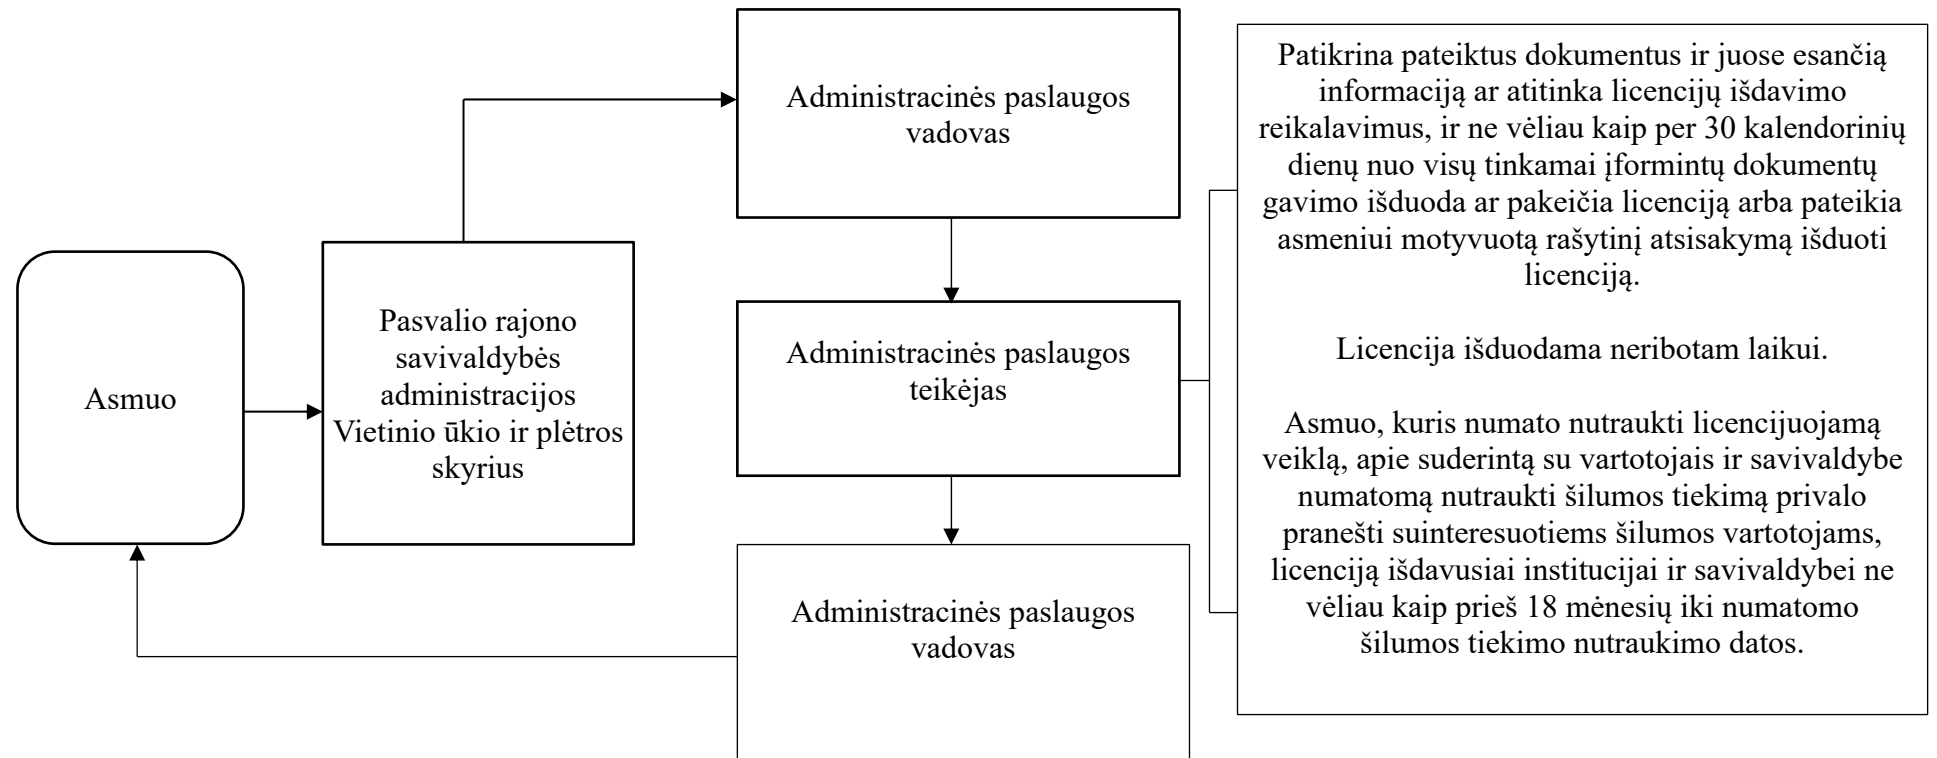 Asmuo
Pasvalio rajono
savivaldybės
administracijos
Vietinio ūkio ir plėtros
skyrius
Administracinės paslaugos
vadovas
Administracinės paslaugos
teikėjas
Administracinės paslaugos
vadovas
Patikrina pateiktus dokumentus ir juose esančią
informaciją ar atitinka licencijų išdavimo
reikalavimus, ir ne vėliau kaip per 30 kalendorinių
dienų nuo visų tinkamai įformintų dokumentų
gavimo išduoda ar pakeičia licenciją arba pateikia
asmeniui motyvuotą rašytinį atsisakymą išduoti
licenciją.
Licencija išduodama neribotam laikui.
Asmuo, kuris numato nutraukti licencijuojamą
veiklą, apie suderintą su vartotojais ir savivaldybe
numatomą nutraukti šilumos tiekimą privalo
pranešti suinteresuotiems šilumos vartotojams,
licenciją išdavusiai institucijai ir savivaldybei ne
vėliau kaip prieš 18 mėnesių iki numatomo
šilumos tiekimo nutraukimo datos.